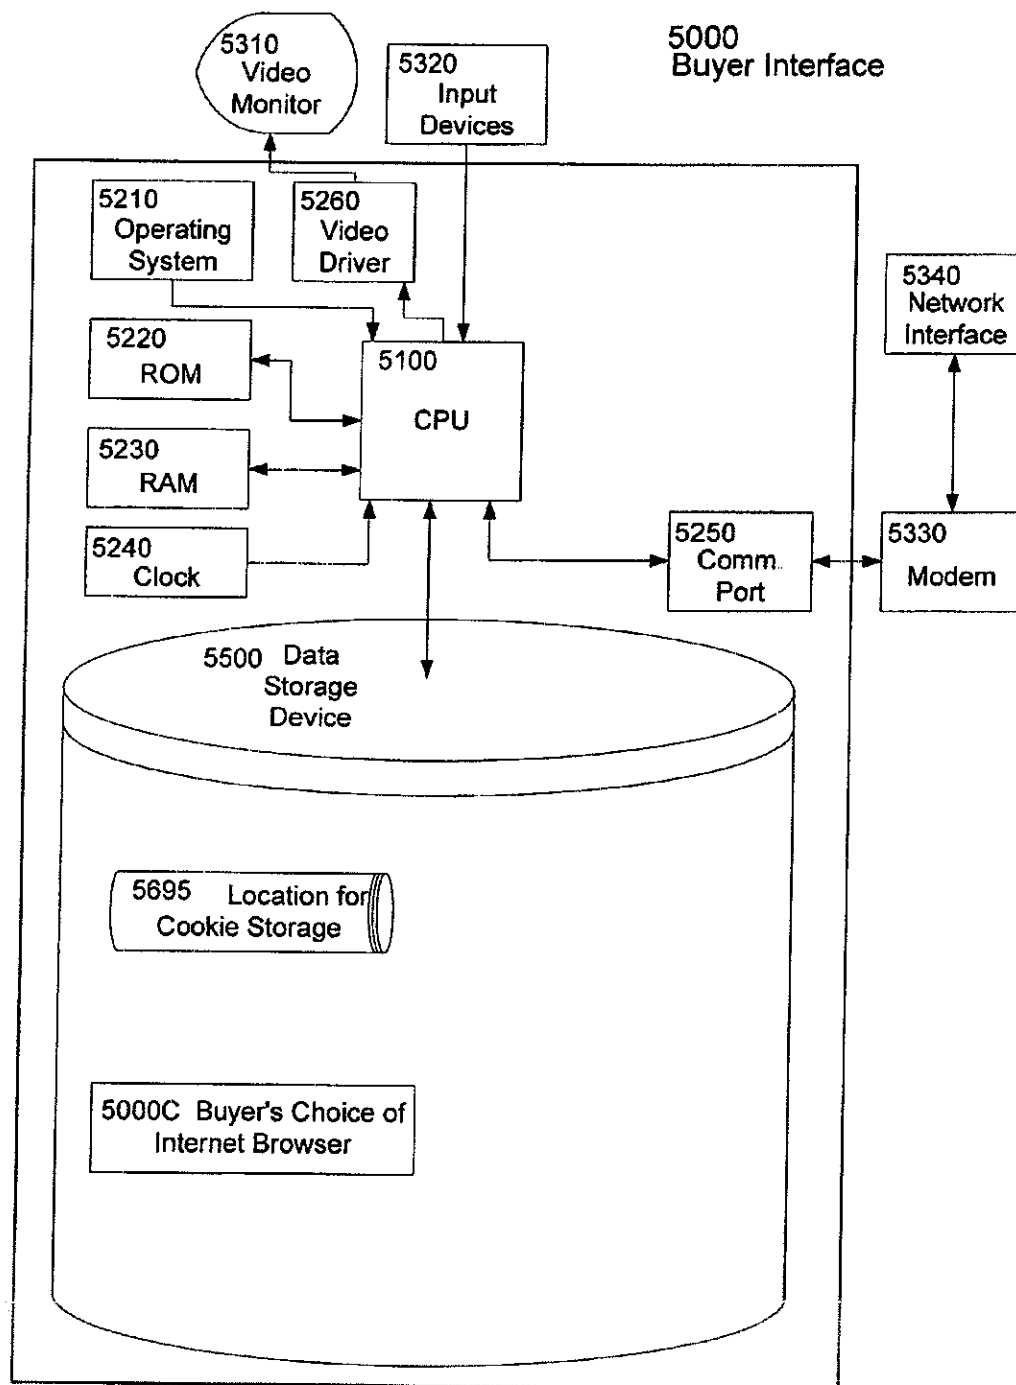 5000
Buyer Interface
5310
Video
Monitor
5320
Input
Devices
5210
Operating
System
5260
Video
Driver
5340
Network
Interface
5220
ROM
5100
CPU
5230
RAM
5240
Clock
5250
Comm.
Port
5330
Modem
5500 Data
Storage
Device
5695 Location for
Cookie Storage
5000C Buyer's Choice of
Internet Browser